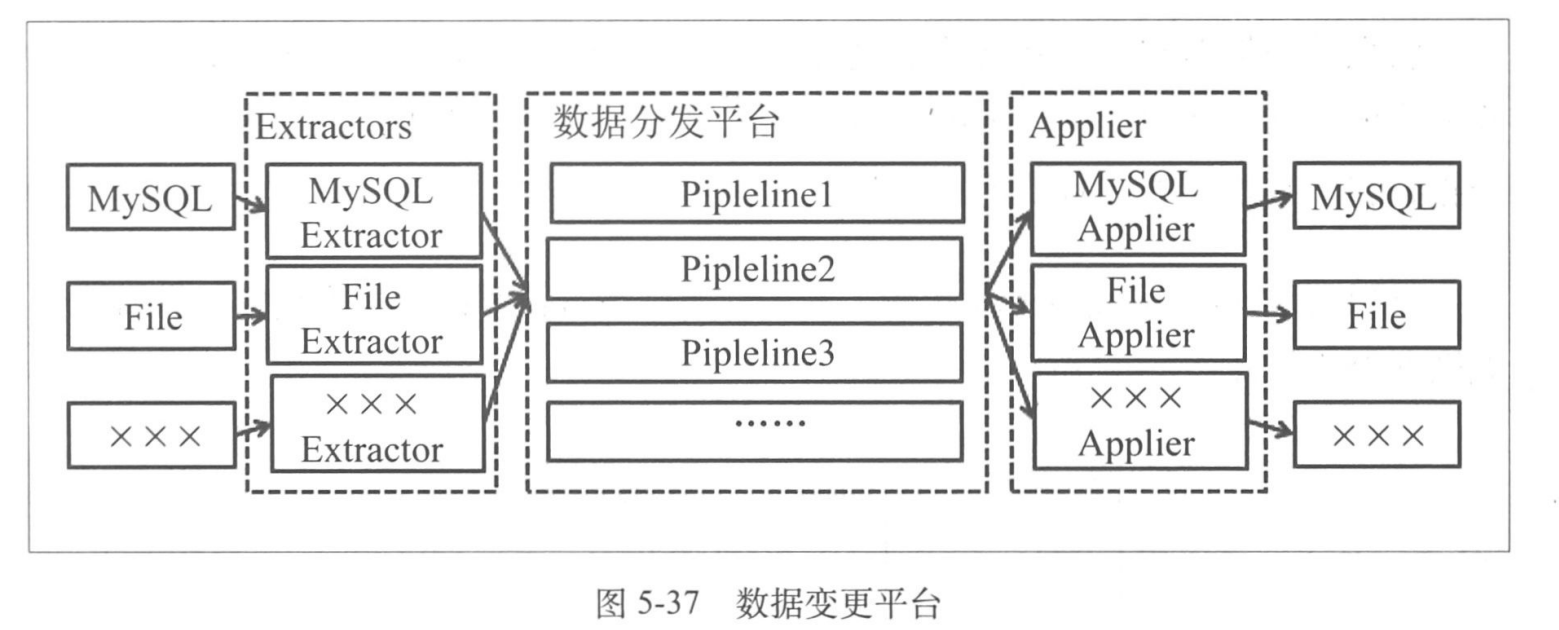 Extractors
数据分发平台
Applier
MySQL
MySQL
Extractor
Pipleline1
MySQL
Applier
MySQL
File
File
Extractor
Pipleline2
File
Applier
File
×××
×××
Extractor
Pipleline3
……
×××
Applier
×××
图 5-37 数据变更平台